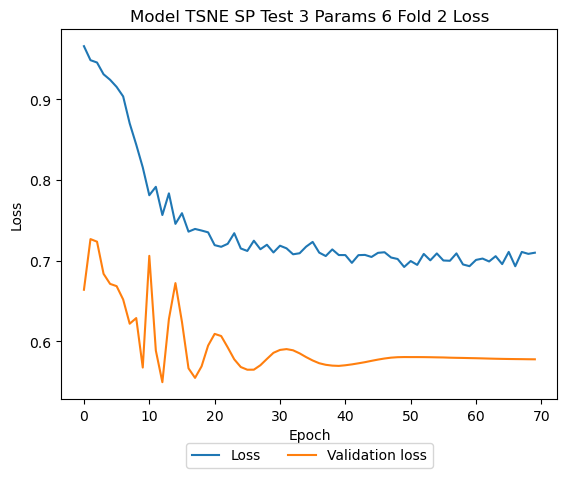 Model TSNE SP Test 3 Params 6 Fold 2 Loss
Loss
0.9
0.8
0.7
0.6
0 10 20 30 40 50 60 70
Epoch
Loss Validation loss